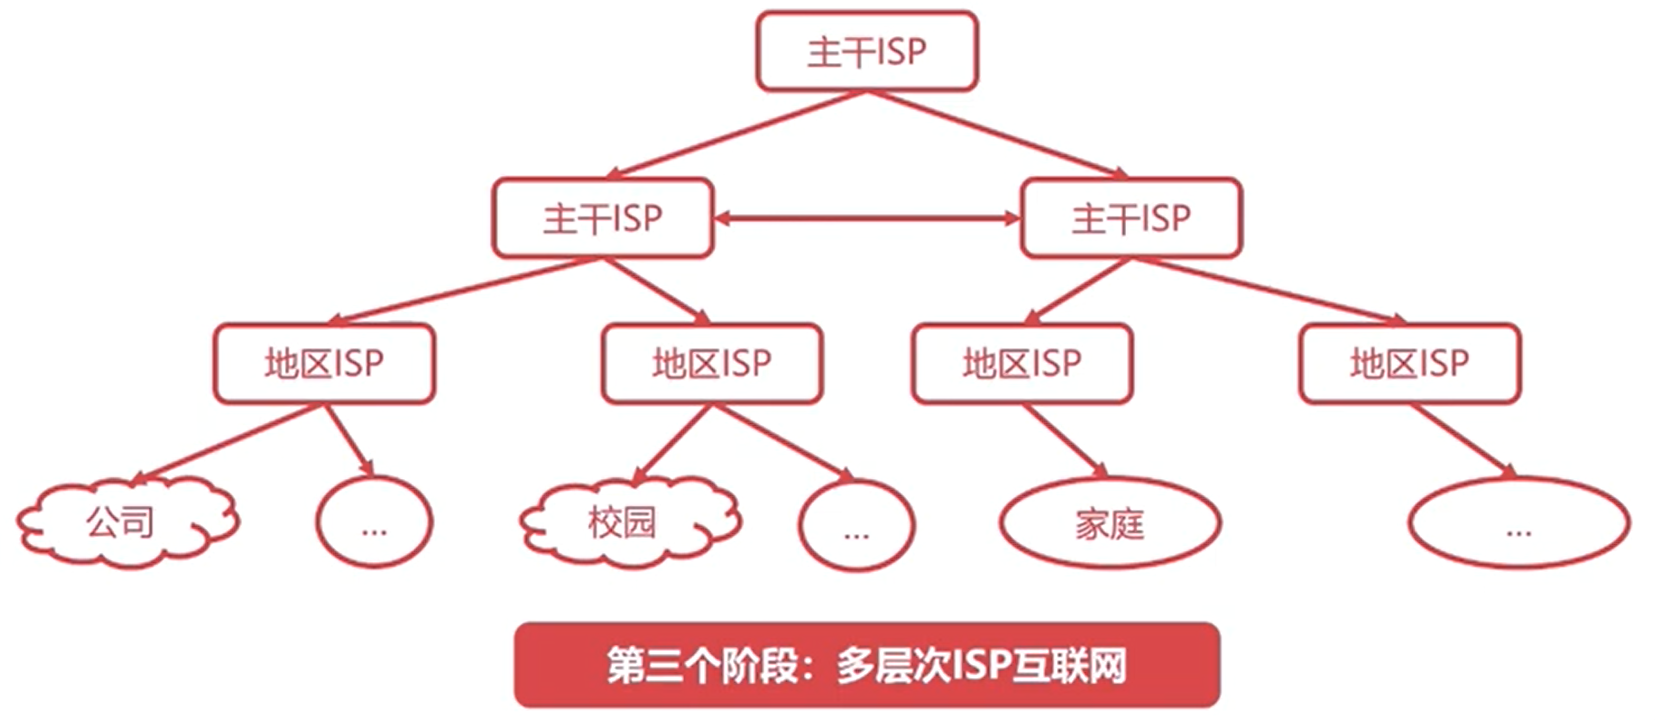 主干ISP
主干ISP
主干ISP
地区ISP
地区ISP
地区ISP
地区ISP
公司
...
校园
...
家庭
...
第三个阶段：多层次ISP互联网